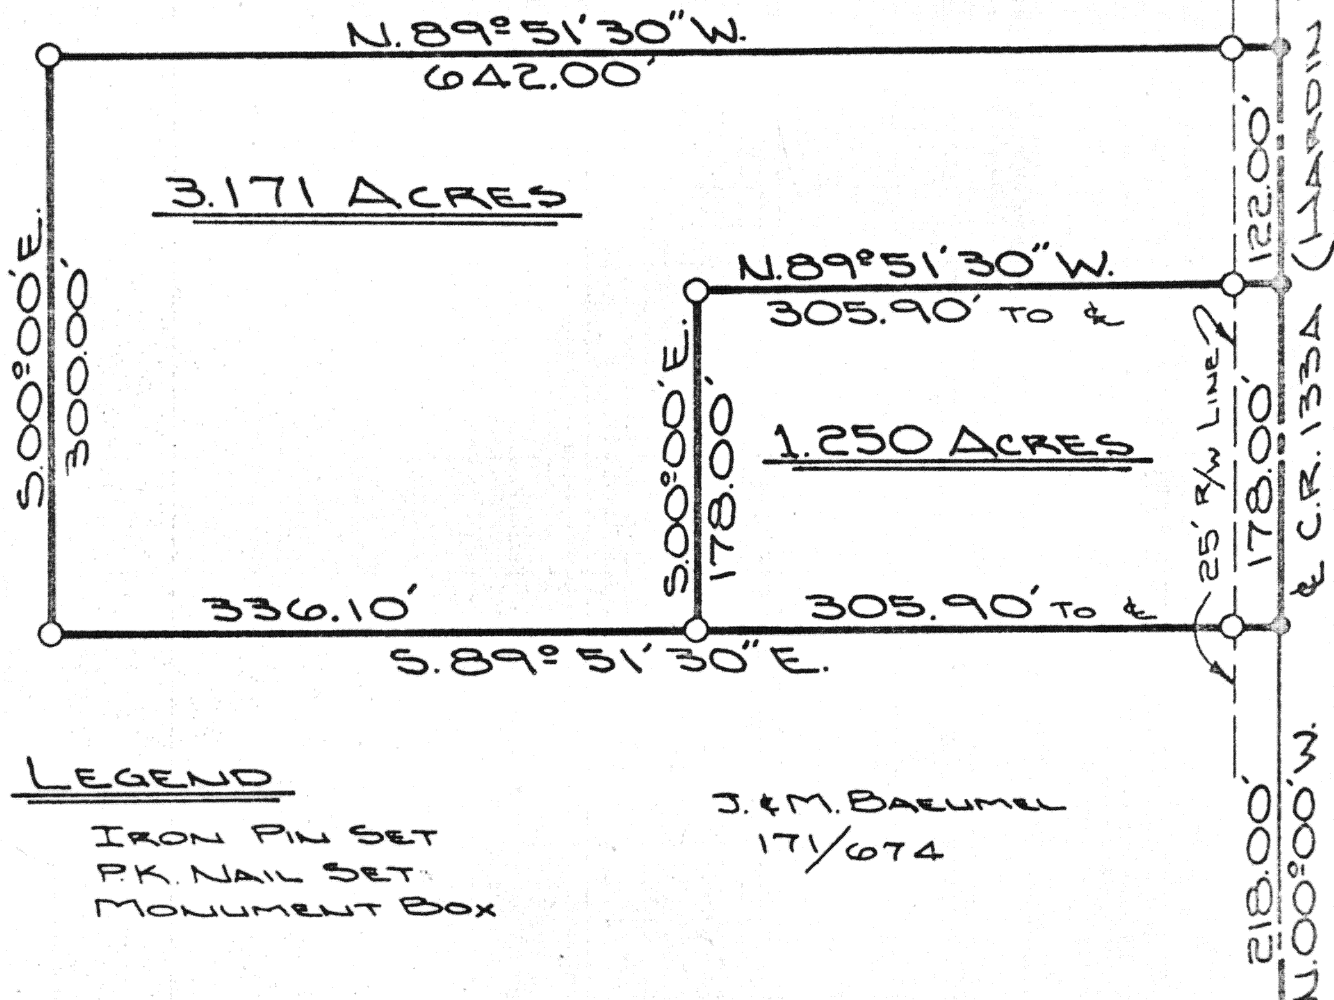 N. 89° 51' 30" W.
642.00'
3.171 ACRES
S. 00° 00' E.
300.00'
122.00'
N. 89° 51' 30" W.
305.90' TO ℄
S. 00° 00' E.
178.00'
1.250 ACRES
25' R/W LINE
178.00'
℄ C.R. 133A (HARDIN
336.10'
305.90' TO ℄
S. 89° 51' 30" E.
LEGEND
IRON PIN SET
P.K. NAIL SET
MONUMENT BOX
J. & M. BAEUMEL
171/674
218.00'
N. 00° 00' W.